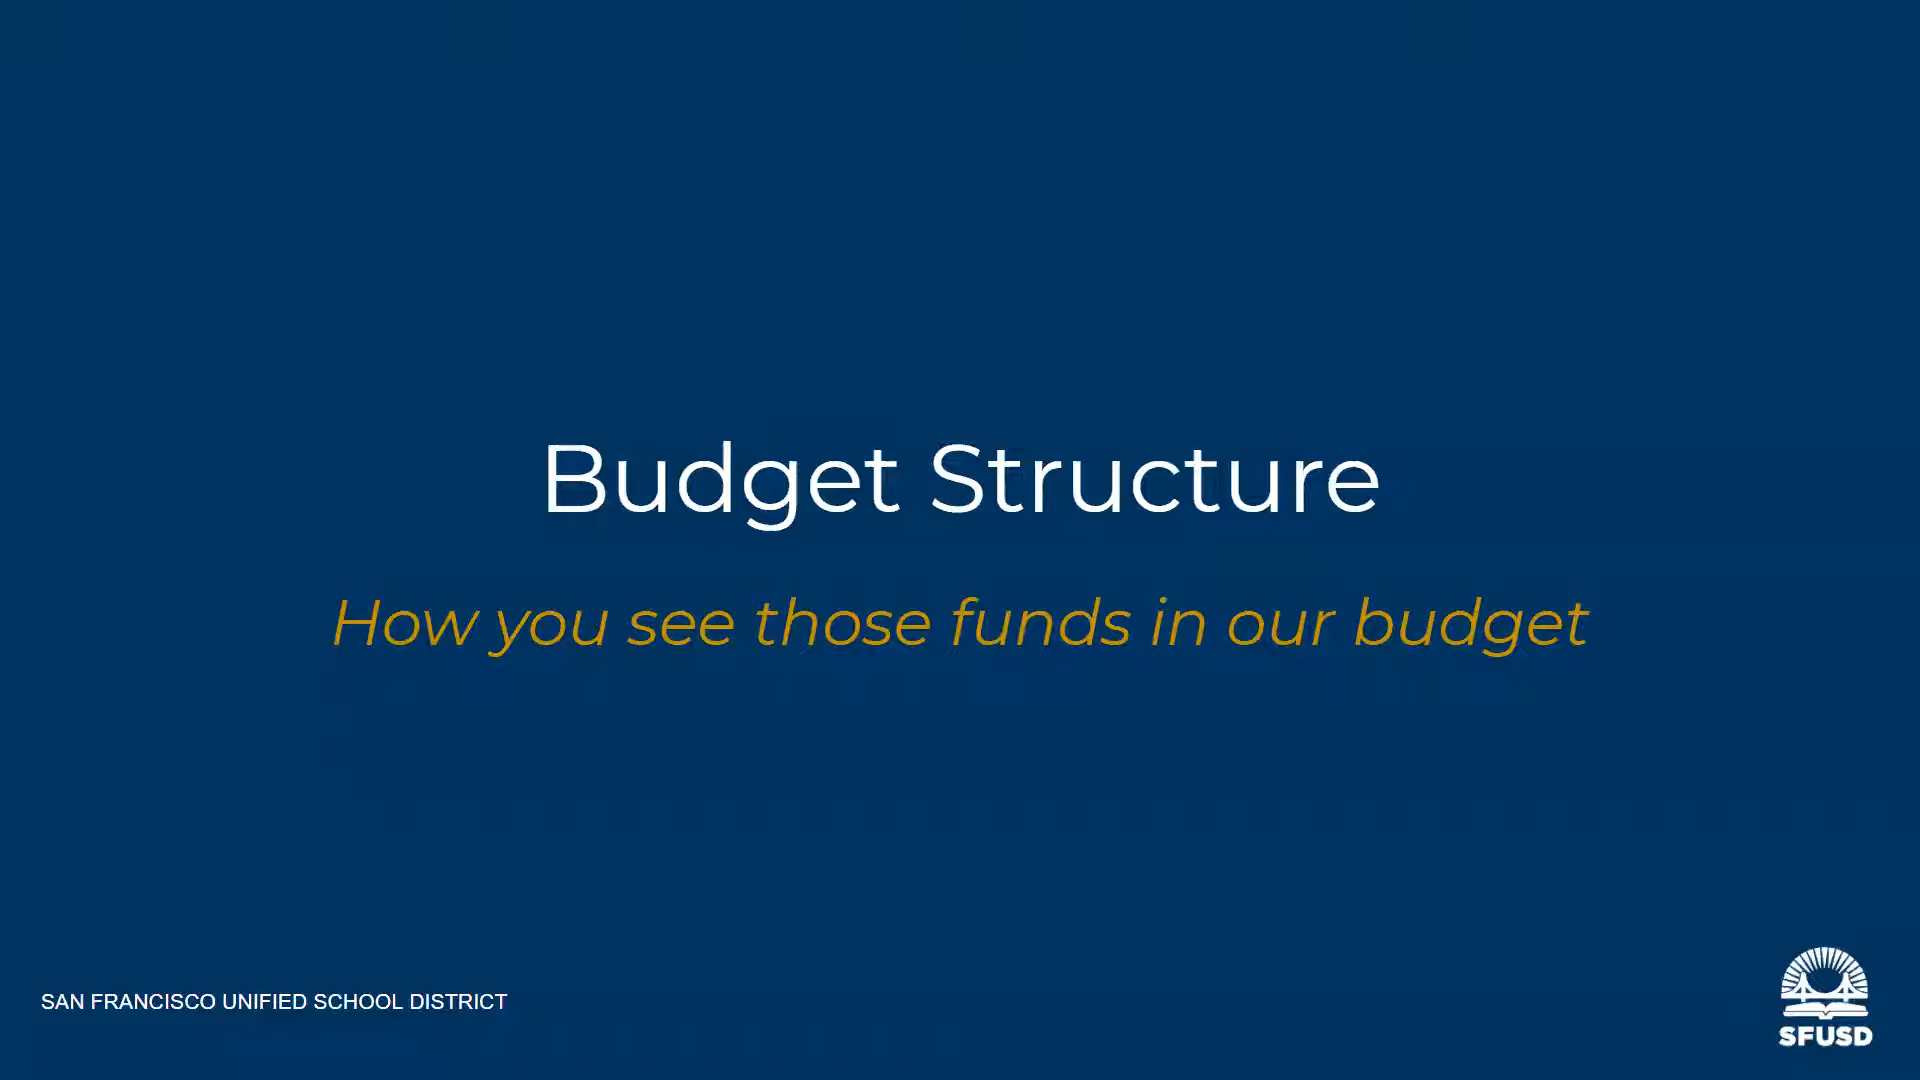 Budget Structure
How you see those funds in our budget
SAN FRANCISCO UNIFIED SCHOOL DISTRICT
SFUSD